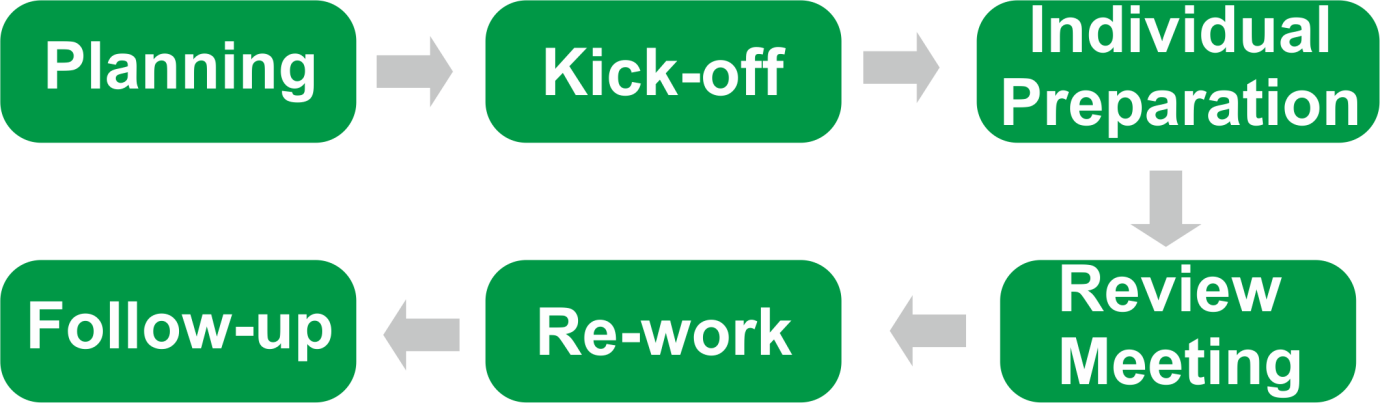 Planning
Kick-off
Individual
Preparation
Review
Meeting
Re-work
Follow-up